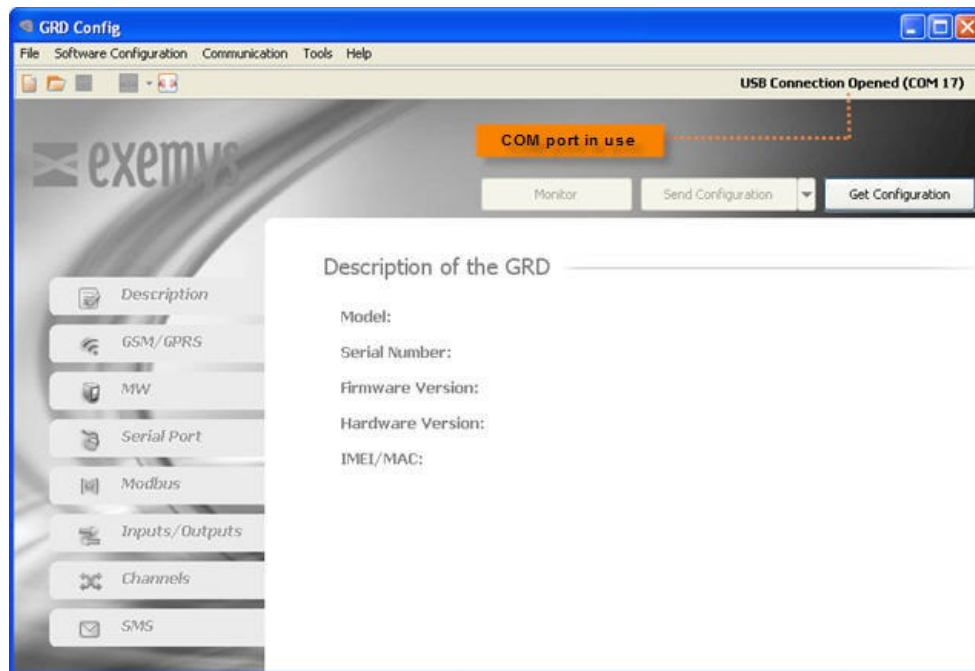 GRD Config
File Software Configuration Communication Tools Help
USB Connection Opened (COM 17)
COM port in use
exemys
Monitor Send Configuration Get Configuration
Description of the GRD
Description
GSM/GPRS
MW
Serial Port
Modbus
Inputs/Outputs
Channels
SMS
Model:
Serial Number:
Firmware Version:
Hardware Version:
IMEI/MAC: